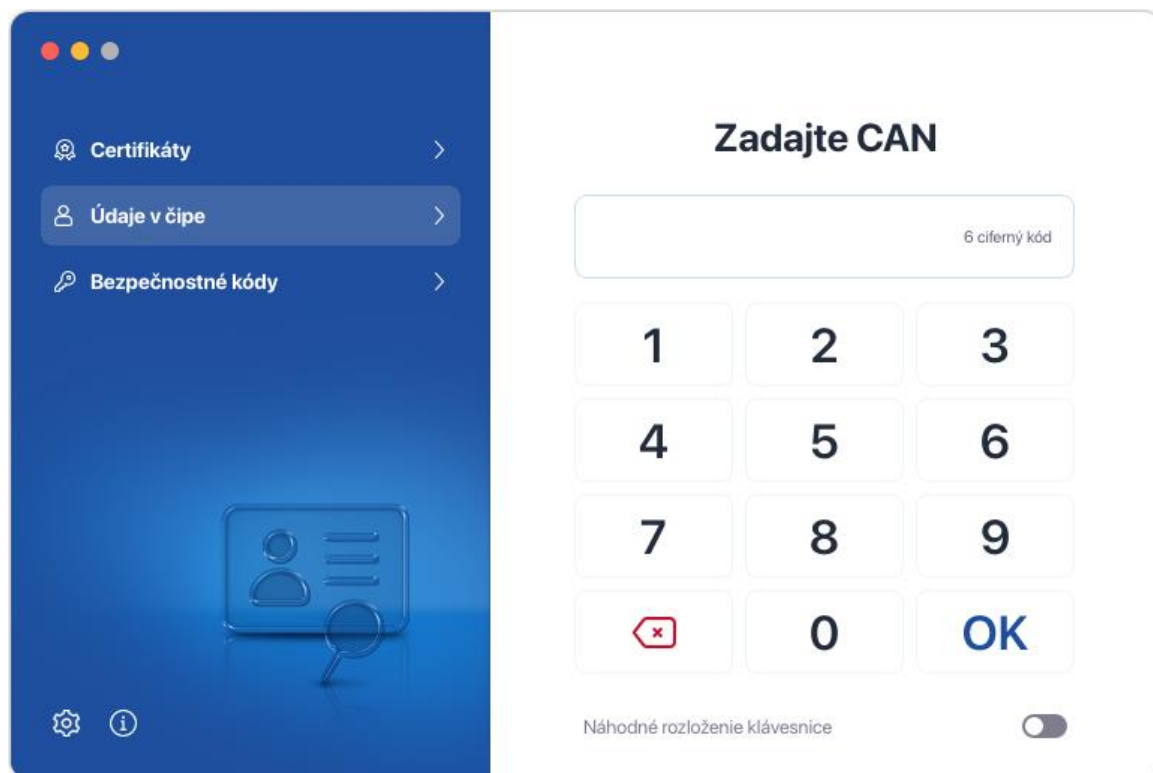 Certifikáty
Údaje v čipe
Bezpečnostné kódy
Zadajte CAN
6 ciferný kód
1 2 3
4 5 6
7 8 9
0 OK
Náhodné rozloženie klávesnice